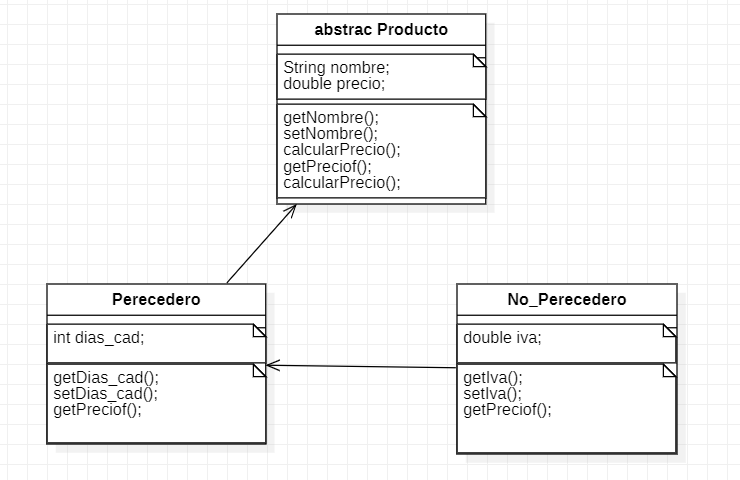 abstrac Producto
String nombre;
double precio;
getNombre();
setNombre();
calcularPrecio();
getPreciof();
calcularPrecio();
Perecedero
int dias_cad;
getDias_cad();
setDias_cad();
getPreciof();
No_Perecedero
double iva;
getIva();
setIva();
getPreciof();